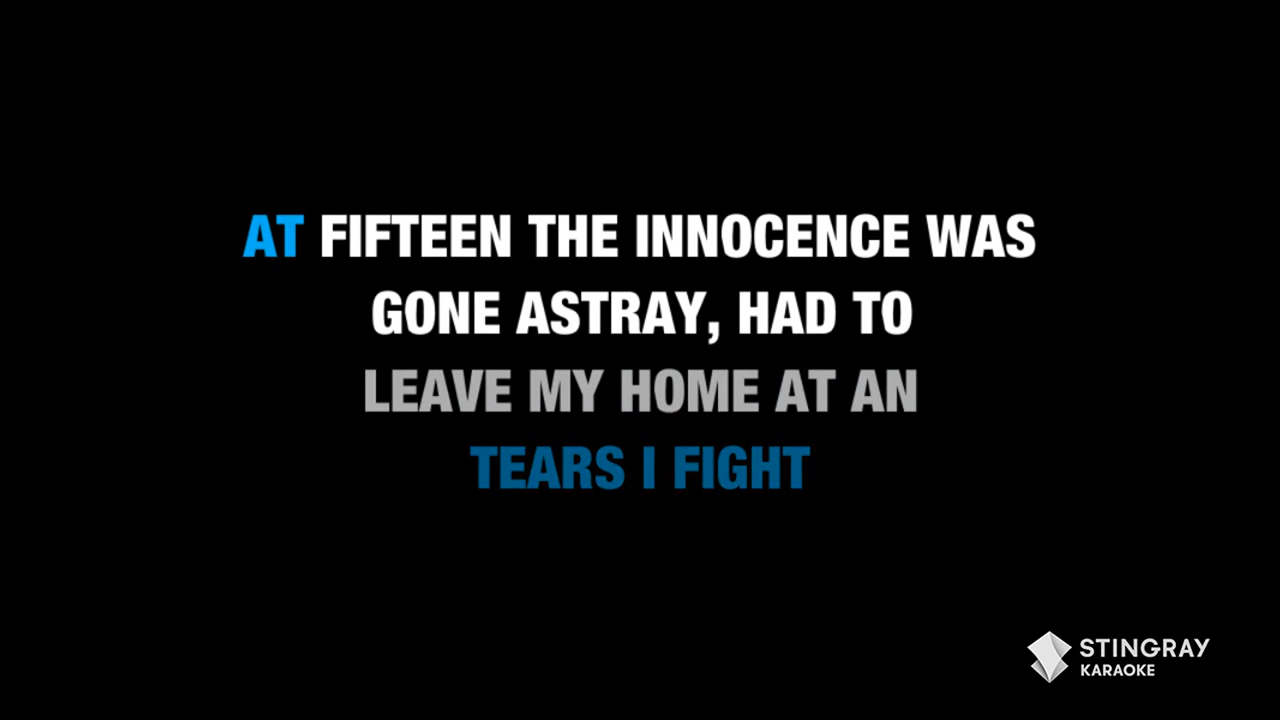 AT FIFTEEN THE INNOCENCE WAS
GONE ASTRAY, HAD TO
LEAVE MY HOME AT AN
TEARS I FIGHT
STINGRAY
KARAOKE